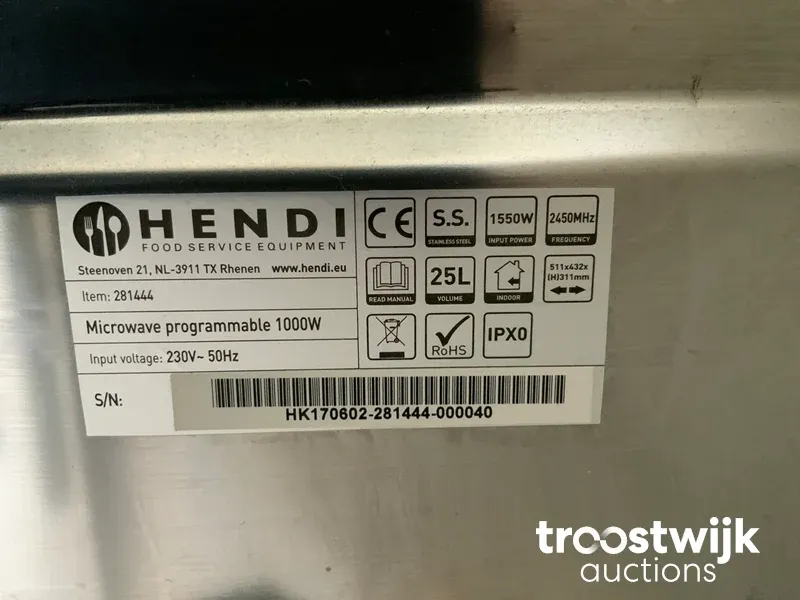 HENDI
FOOD SERVICE EQUIPMENT
Steenoven 21, NL-3911 TX Rhenen www.hendi.eu
Item: 281444
Microwave programmable 1000W
Input voltage: 230V~ 50Hz
S/N:
HK170602-281444-000040
CE
S.S.
STAINLESS STEEL
1550W
INPUT POWER
2450MHz
FREQUENCY
READ MANUAL
25L
VOLUME
INDOOR
511x432x
(H)311mm
RoHS
IPX0
troostwijk
auctions